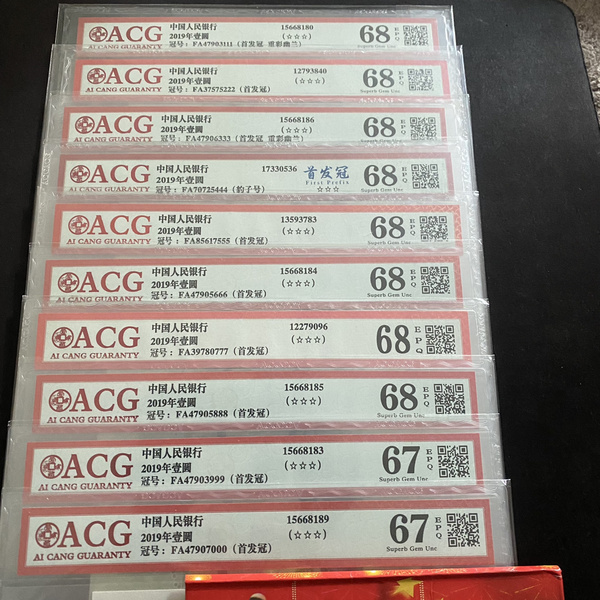 ACG
AI CANG GUARANTY
中国人民银行
2019年壹圆
冠号: FA47903111 (首发冠 重彩幽兰)
15668180
(☆☆☆)
68
EPQ
Superb Gem Unc
ACG
AI CANG GUARANTY
中国人民银行
2019年壹圆
冠号: FA37575222 (首发冠)
12793840
(☆☆☆)
68
EPQ
Superb Gem Unc
ACG
AI CANG GUARANTY
中国人民银行
2019年壹圆
冠号: FA47906333 (首发冠 重彩幽兰)
15668186
(☆☆☆)
68
EPQ
Superb Gem Unc
ACG
AI CANG GUARANTY
中国人民银行
2019年壹圆
冠号: FA70725444 (豹子号)
17330536
首发冠
First Prefix
☆☆☆
68
EPQ
Superb Gem Unc
ACG
AI CANG GUARANTY
中国人民银行
2019年壹圆
冠号: FA85617555 (首发冠)
13593783
(☆☆☆)
68
EPQ
Superb Gem Unc
ACG
AI CANG GUARANTY
中国人民银行
2019年壹圆
冠号: FA47905666 (首发冠)
15668184
(☆☆☆)
68
EPQ
Superb Gem Unc
ACG
AI CANG GUARANTY
中国人民银行
2019年壹圆
冠号: FA39780777 (首发冠)
12279096
(☆☆☆)
68
EPQ
ACG
AI CANG GUARANTY
中国人民银行
2019年壹圆
冠号: FA47905888 (首发冠)
15668185
(☆☆☆)
68
EPQ
Superb Gem Unc
ACG
AI CANG GUARANTY
中国人民银行
2019年壹圆
冠号: FA47903999 (首发冠)
15668183
(☆☆☆)
67
EPQ
Superb Gem Unc
ACG
AI CANG GUARANTY
中国人民银行
2019年壹圆
冠号: FA47907000 (首发冠)
15668189
(☆☆☆)
67
EPQ
Superb Gem Unc